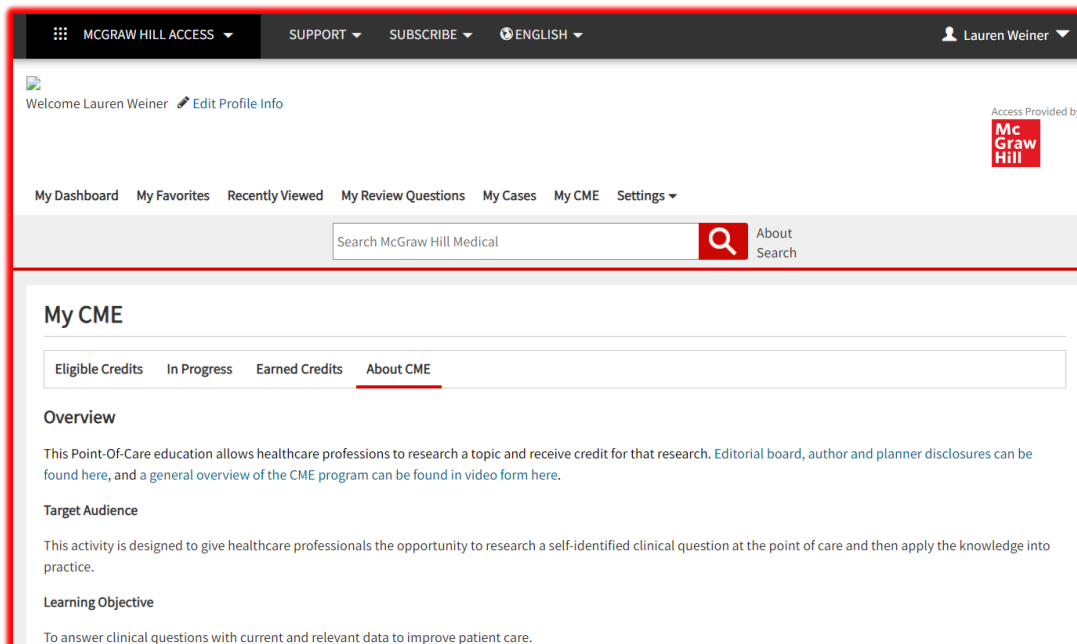 MCGRAW HILL ACCESS SUPPORT SUBSCRIBE ENGLISH Lauren Weiner
Welcome Lauren Weiner Edit Profile Info
Access Provided by
Mc
Graw
Hill
My Dashboard My Favorites Recently Viewed My Review Questions My Cases My CME Settings
Search McGraw Hill Medical
About
Search
My CME
Eligible Credits In Progress Earned Credits About CME
Overview
This Point-Of-Care education allows healthcare professions to research a topic and receive credit for that research. Editorial board, author and planner disclosures can be
found here, and a general overview of the CME program can be found in video form here.
Target Audience
This activity is designed to give healthcare professionals the opportunity to research a self-identified clinical question at the point of care and then apply the knowledge into
practice.
Learning Objective
To answer clinical questions with current and relevant data to improve patient care.